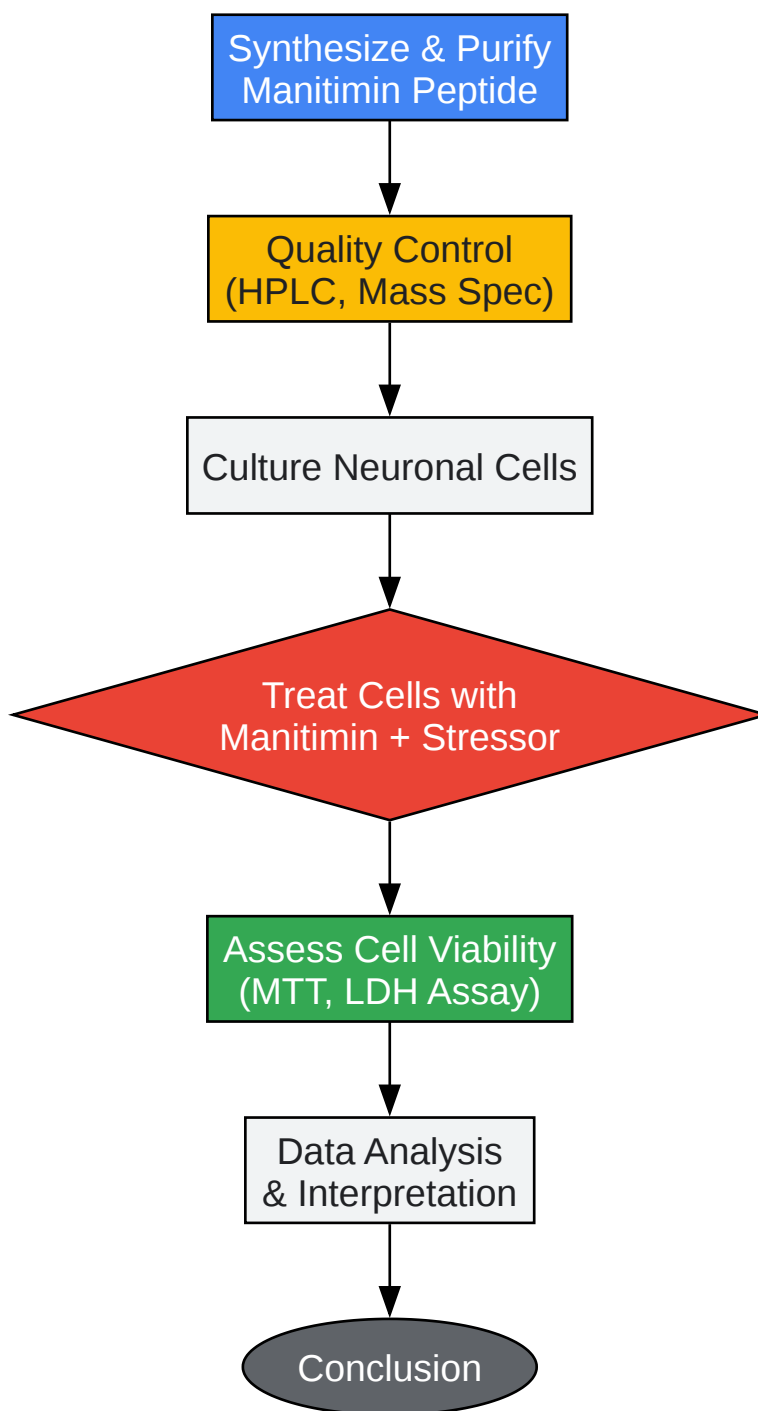 Synthesize & Purify
Manitimin Peptide
Quality Control
(HPLC, Mass Spec)
Culture Neuronal Cells
Treat Cells with
Manitimin + Stressor
Assess Cell Viability
(MTT, LDH Assay)
Data Analysis
& Interpretation
Conclusion